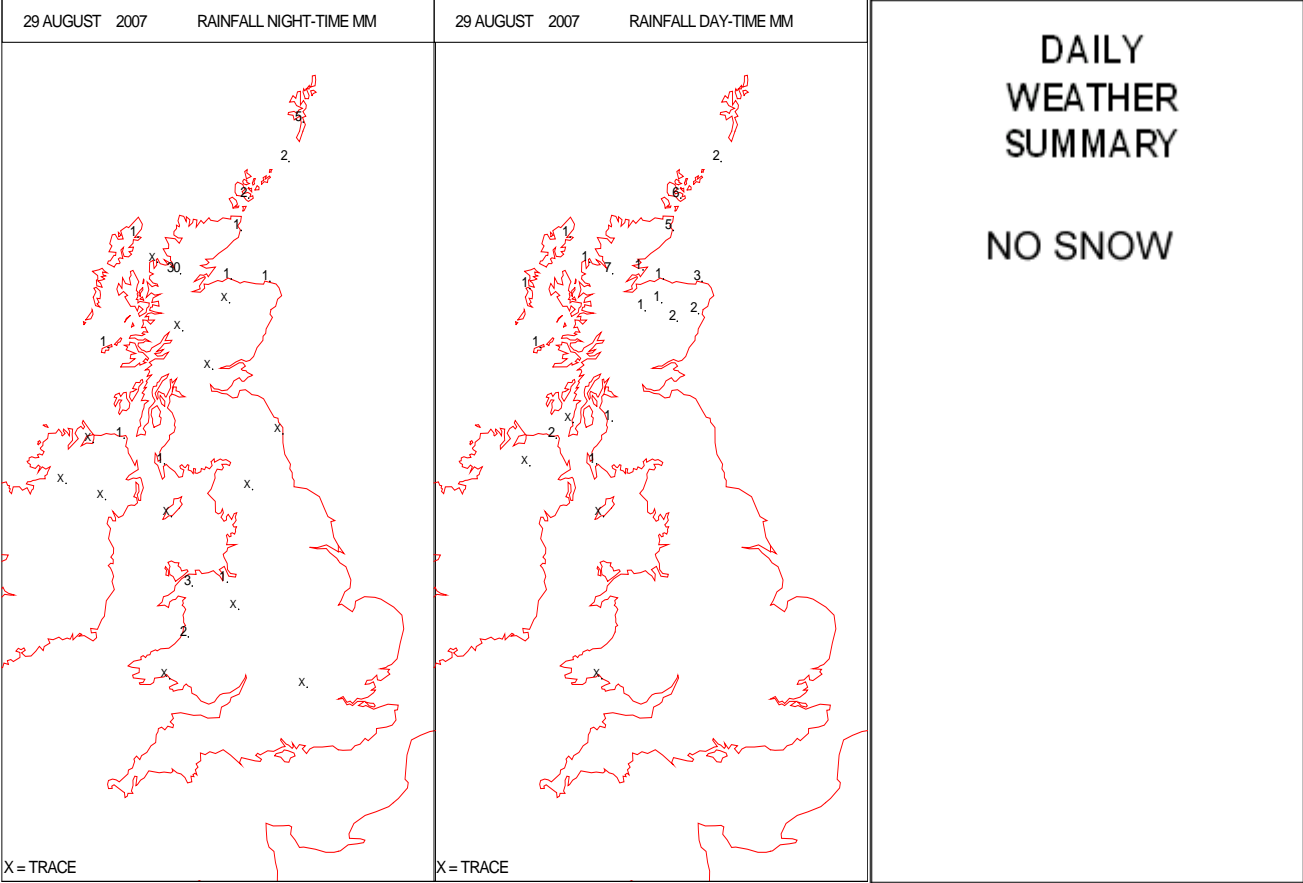 29 AUGUST 2007 RAINFALL NIGHT-TIME MM
5.
2.
2.
1.
1.
x.
30.
1.
1.
x.
x.
1.
x.
x.
1.
x.
1
x.
x.
x.
x.
3.
1.
x.
2.
x.
x.
X = TRACE
29 AUGUST 2007 RAINFALL DAY-TIME MM
2.
6.
5.
1.
1.
7.
1.
1.
3.
1.
1.
1.
2.
2.
1.
x.
1.
2.
x.
1
x.
x.
X = TRACE
DAILY
WEATHER
SUMMARY
NO SNOW